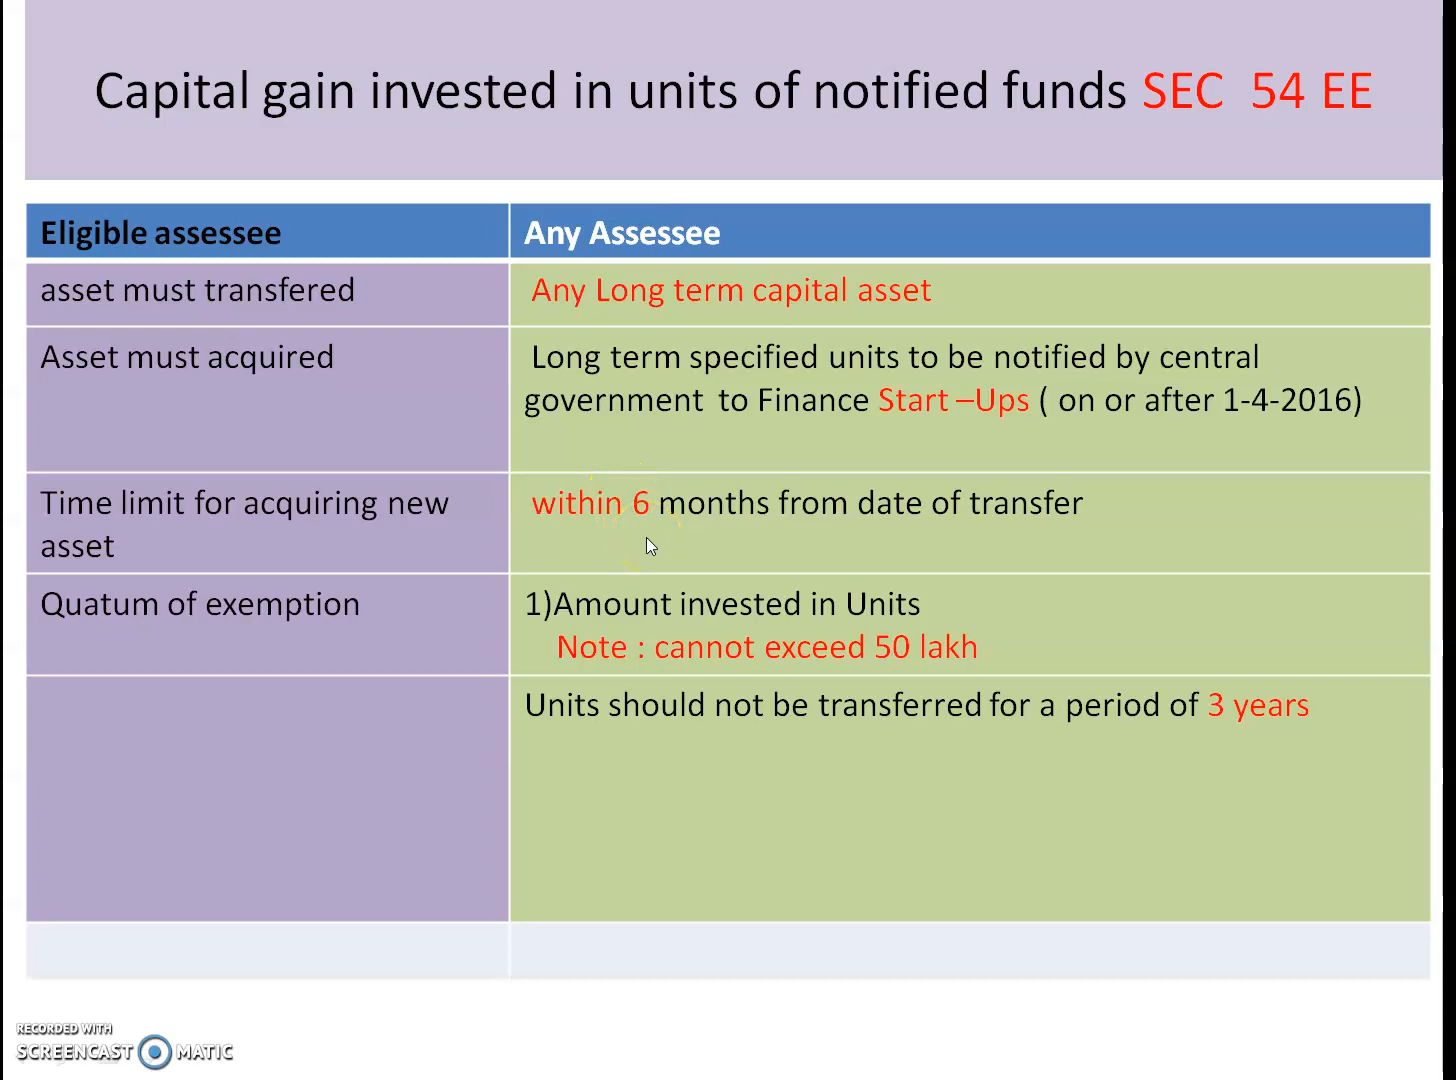 Capital gain invested in units of notified funds SEC 54 EE
Eligible assessee
Any Assessee
asset must transfered
Any Long term capital asset
Asset must acquired
Long term specified units to be notified by central
government to Finance Start –Ups ( on or after 1-4-2016)
Time limit for acquiring new
asset
within 6 months from date of transfer
Quatum of exemption
1)Amount invested in Units
Note : cannot exceed 50 lakh
Units should not be transferred for a period of 3 years
RECORDED WITH
SCREENCAST MATIC